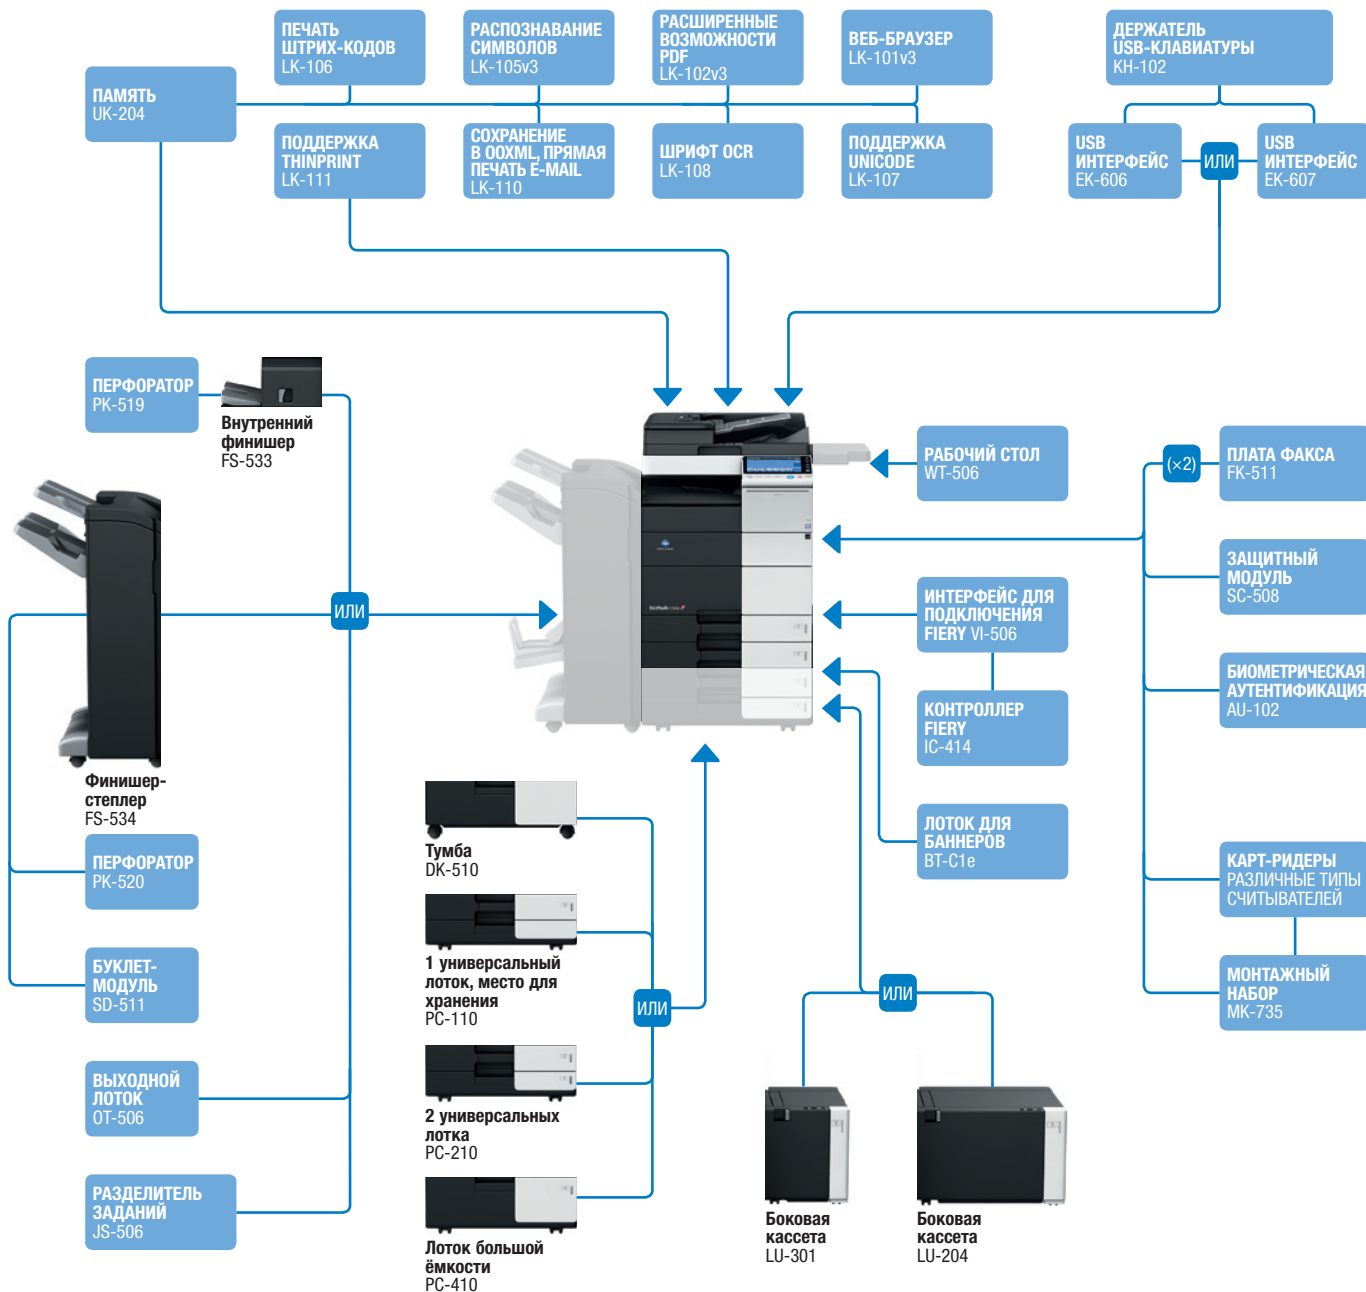 ПЕЧАТЬ
ШТРИХ-КОДОВ
LK-106
РАСПОЗНАВАНИЕ
СИМВОЛОВ
LK-105v3
РАСШИРЕННЫЕ
ВОЗМОЖНОСТИ
PDF
LK-102v3
ВЕБ-БРАУЗЕР
LK-101v3
ДЕРЖАТЕЛЬ
USB-КЛАВИАТУРЫ
KH-102
ПАМЯТЬ
UK-204
ПОДДЕРЖКА
THINPRINT
LK-111
СОХРАНЕНИЕ
В OOXML, ПРЯМАЯ
ПЕЧАТЬ E-MAIL
LK-110
ШРИФТ OCR
LK-108
ПОДДЕРЖКА
UNICODE
LK-107
USB
ИНТЕРФЕЙС
EK-606
ИЛИ
USB
ИНТЕРФЕЙС
EK-607
ПЕРФОРАТОР
PK-519
Внутренний
финишер
FS-533
РАБОЧИЙ СТОЛ
WT-506
(×2)
ПЛАТА ФАКСА
FK-511
ЗАЩИТНЫЙ
МОДУЛЬ
SC-508
ИЛИ
bizhub
ИНТЕРФЕЙС ДЛЯ
ПОДКЛЮЧЕНИЯ
FIERY VI-506
БИОМЕТРИЧЕСКАЯ
АУТЕНТИФИКАЦИЯ
AU-102
КОНТРОЛЛЕР
FIERY
IC-414
Финишер-
степлер
FS-534
ПЕРФОРАТОР
PK-520
Тумба
DK-510
ЛОТОК ДЛЯ
БАННЕРОВ
BT-C1e
КАРТ-РИДЕРЫ
РАЗЛИЧНЫЕ ТИПЫ
СЧИТЫВАТЕЛЕЙ
БУКЛЕТ-
МОДУЛЬ
SD-511
1 универсальный
лоток, место для
хранения
PC-110
ИЛИ
ИЛИ
МОНТАЖНЫЙ
НАБОР
MK-735
ВЫХОДНОЙ
ЛОТОК
OT-506
2 универсальных
лотка
PC-210
РАЗДЕЛИТЕЛЬ
ЗАДАНИЙ
JS-506
Лоток большой
ёмкости
PC-410
Боковая
кассета
LU-301
Боковая
кассета
LU-204